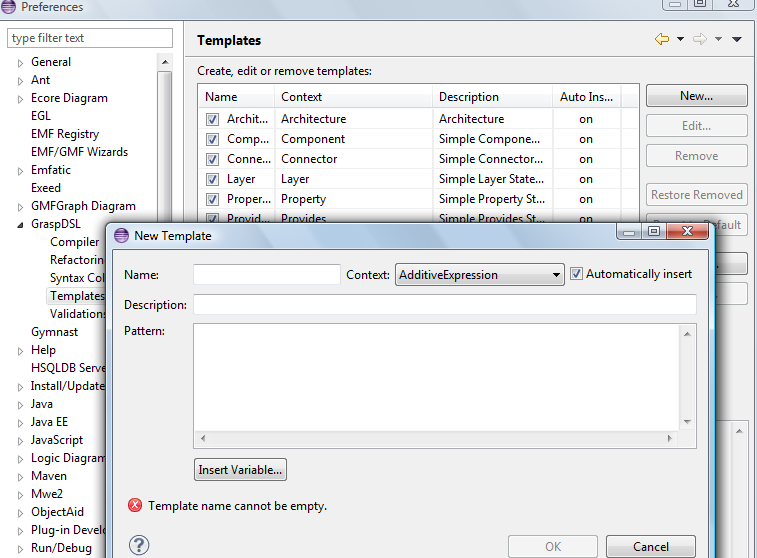 Preferences
type filter text
General
Ant
Ecore Diagram
EGL
EMF Registry
EMF/GMF Wizards
Emfatic
Exeed
GMFGraph Diagram
GraspDSL
Compiler
Refactorin
Syntax Col
Templates
Validations
Gymnast
Help
HSQLDB Serve
Install/Update
Java
Java EE
JavaScript
Logic Diagram
Maven
Mwe2
ObjectAid
Plug-in Develo
Run/Debug
Templates
Create, edit or remove templates:
Name Context Description Auto Ins...
Archit... Architecture Architecture on
Comp... Component Simple Compone... on
Conne... Connector Simple Connector... on
Layer Layer Simple Layer State... on
Proper... Property Simple Property St... on
Provid... Provides Simple Provides St... on
New...
Edit...
Remove
Restore Removed
Default
New Template
Name: Context: AdditiveExpression Automatically insert
Description:
Pattern:
Insert Variable...
Template name cannot be empty.
OK Cancel